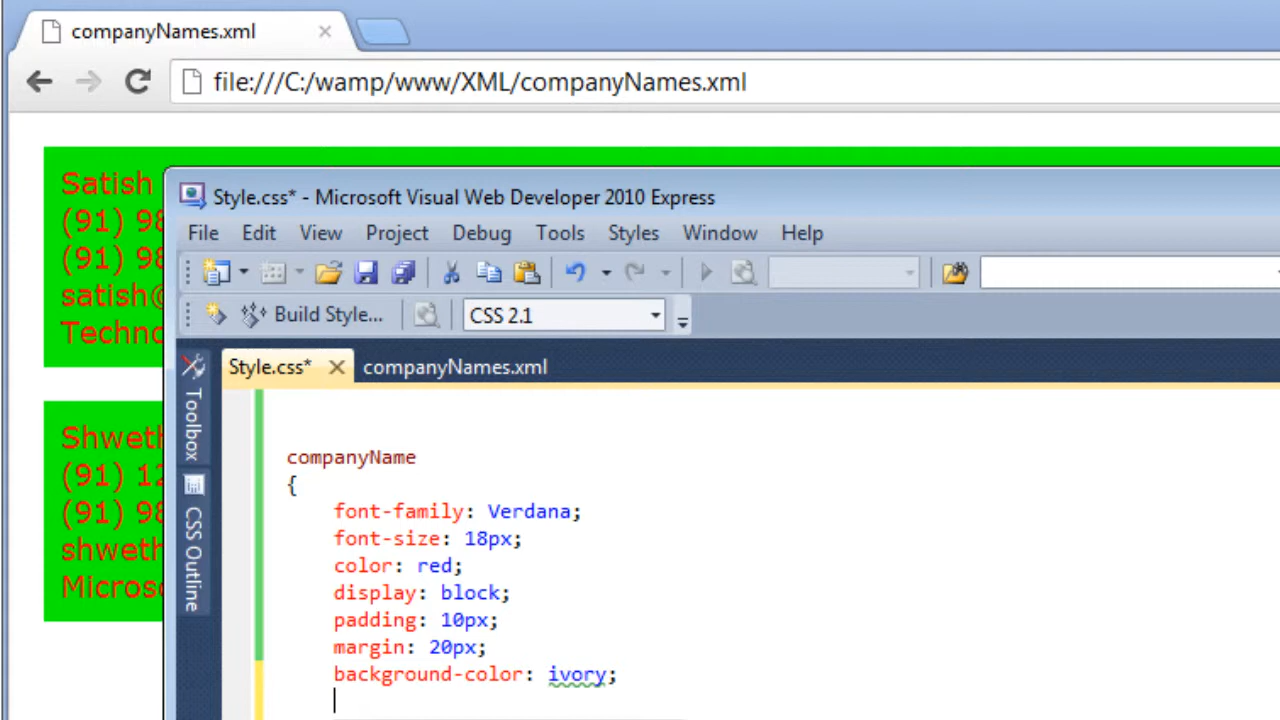 companyNames.xml
file:///C:/wamp/www/XML/companyNames.xml
Satish
(91) 98
(91) 98
satish@
Techno
Shweth
(91) 12
(91) 98
shweth
Microso
Style.css* - Microsoft Visual Web Developer 2010 Express
File Edit View Project Debug Tools Styles Window Help
Build Style...
CSS 2.1
Style.css*
companyNames.xml
Toolbox
CSS Outline
companyName
{
font-family: Verdana;
font-size: 18px;
color: red;
display: block;
padding: 10px;
margin: 20px;
background-color: ivory;